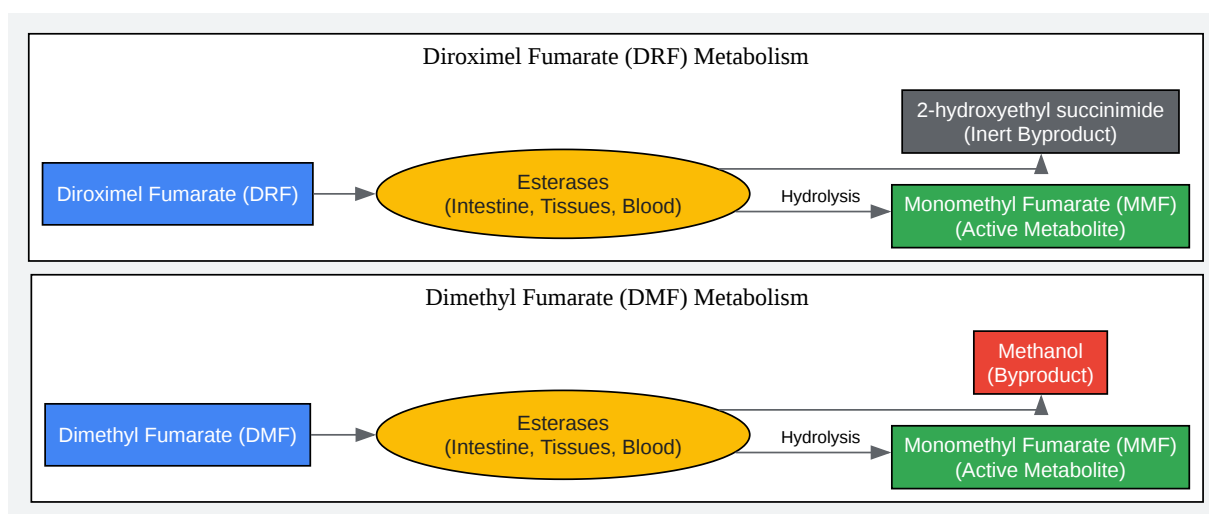 Diroximel Fumarate (DRF) Metabolism
2-hydroxyethyl succinimide
(Inert Byproduct)
Diroximel Fumarate (DRF)
Esterases
(Intestine, Tissues, Blood)
Hydrolysis
Monomethyl Fumarate (MMF)
(Active Metabolite)
Dimethyl Fumarate (DMF) Metabolism
Methanol
(Byproduct)
Dimethyl Fumarate (DMF)
Esterases
(Intestine, Tissues, Blood)
Hydrolysis
Monomethyl Fumarate (MMF)
(Active Metabolite)